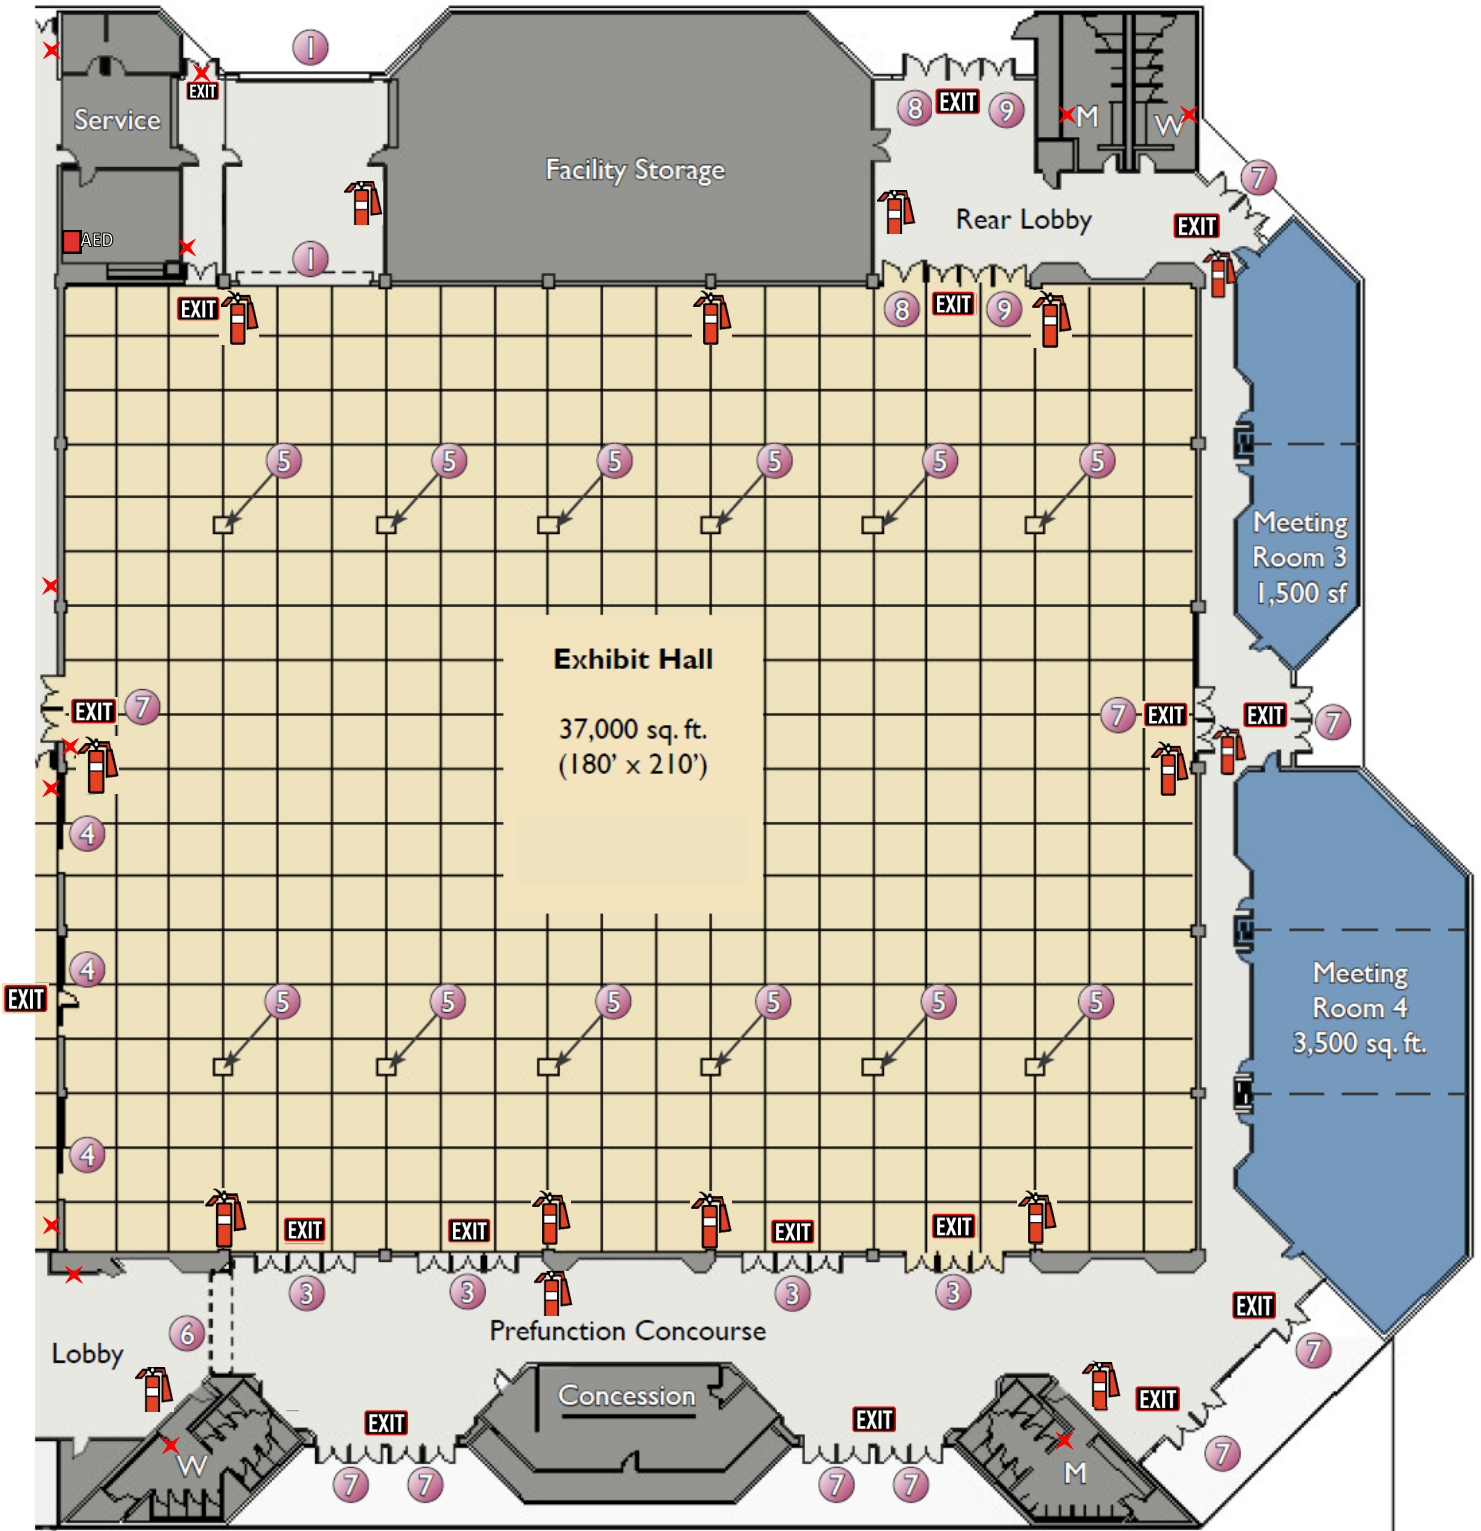 1
EXIT
8
EXIT
9
Service
M
W
Facility Storage
7
Rear Lobby
EXIT
AED
1
EXIT
8
EXIT
9
5
5
5
5
5
5
Meeting
Room 3
1,500 sf
Exhibit Hall
37,000 sq. ft.
(180' x 210')
EXIT
7
7
EXIT
EXIT
7
4
4
EXIT
5
5
5
5
5
5
Meeting
Room 4
3,500 sq. ft.
4
EXIT
EXIT
EXIT
EXIT
3
3
3
3
EXIT
6
Prefunction Concourse
Lobby
7
Concession
EXIT
EXIT
EXIT
W
M
7
7
7
7
7